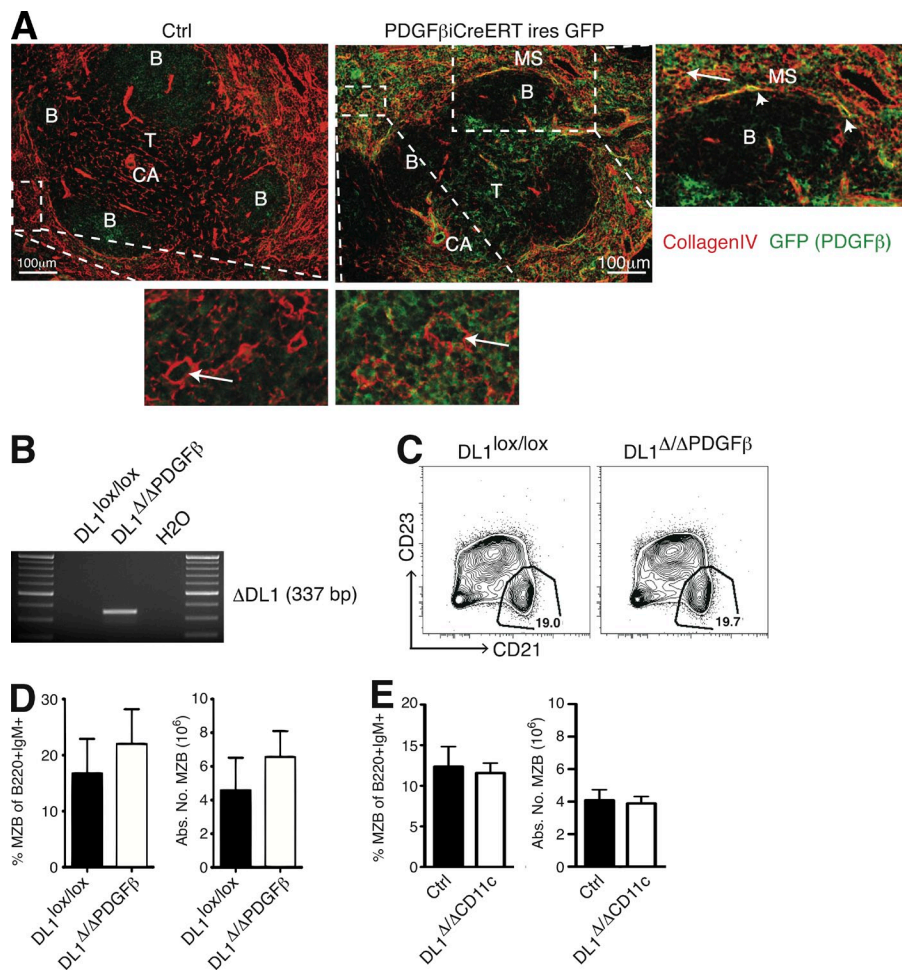 A
Ctrl
PDGFβiCreERT ires GFP
B
B
T
CA
B
B
100μm
MS
B
B
T
CA
100μm
MS
B
CollagenIV GFP (PDGFβ)
B
DL1lox/lox
DL1Δ/ΔPDGFβ
H2O
ΔDL1 (337 bp)
C
DL1lox/lox
DL1Δ/ΔPDGFβ
CD23
19.0
19.7
CD21
D
% MZB of B220+IgM+
30
20
10
0
DL1lox/lox
DL1Δ/ΔPDGFβ
Abs. No. MZB (10⁶)
10
8
6
4
2
0
DL1lox/lox
DL1Δ/ΔPDGFβ
E
% MZB of B220+IgM+
20
15
10
5
0
Ctrl
DL1Δ/ΔCD11c
Abs. No. MZB (10⁶)
10
8
6
4
2
0
Ctrl
DL1Δ/ΔCD11c